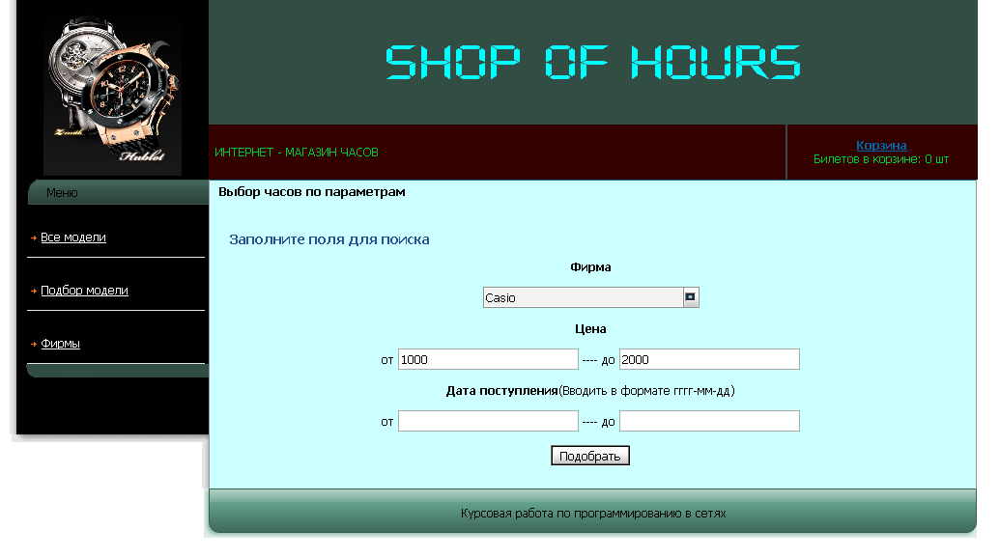 SHOP OF HOURS
Zenith
Hublot
ИНТЕРНЕТ - МАГАЗИН ЧАСОВ
Корзина
Билетов в корзине: 0 шт
Меню
Все модели
Подбор модели
Фирмы
Выбор часов по параметрам
Заполните поля для поиска
Фирма
Casio
Цена
от 1000 ---- до 2000
Дата поступления(Вводить в формате гггг-мм-дд)
от ---- до
Подобрать
Курсовая работа по программированию в сетях